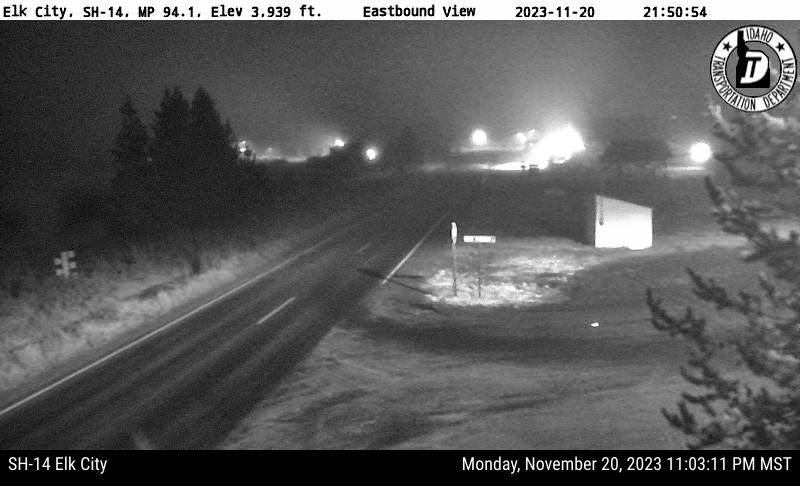 Elk City, SH-14, MP 94.1, Elev 3,939 ft. Eastbound View 2023-11-20 21:50:54
IDAHO
TRANSPORTATION DEPARTMENT
SH-14 Elk City Monday, November 20, 2023 11:03:11 PM MST